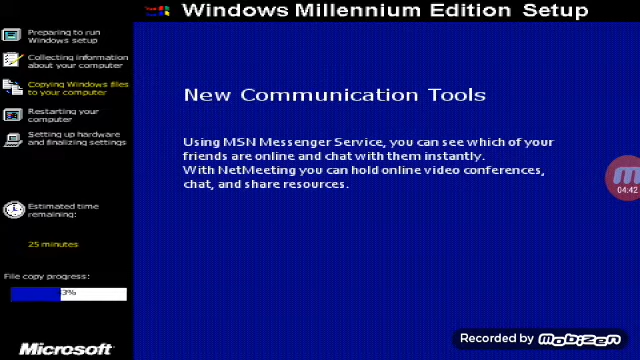 Windows Millennium Edition Setup
Preparing to run
Windows setup
Collecting information
about your computer
Copying Windows files
to your computer
Restarting your
computer
Setting up hardware
and finalizing settings
Estimated time
remaining:
25 minutes
File copy progress:
Microsoft
New Communication Tools
Using MSN Messenger Service, you can see which of your
friends are online and chat with them instantly.
With NetMeeting you can hold online video conferences,
chat, and share resources.
04:42
Recorded by mobizen